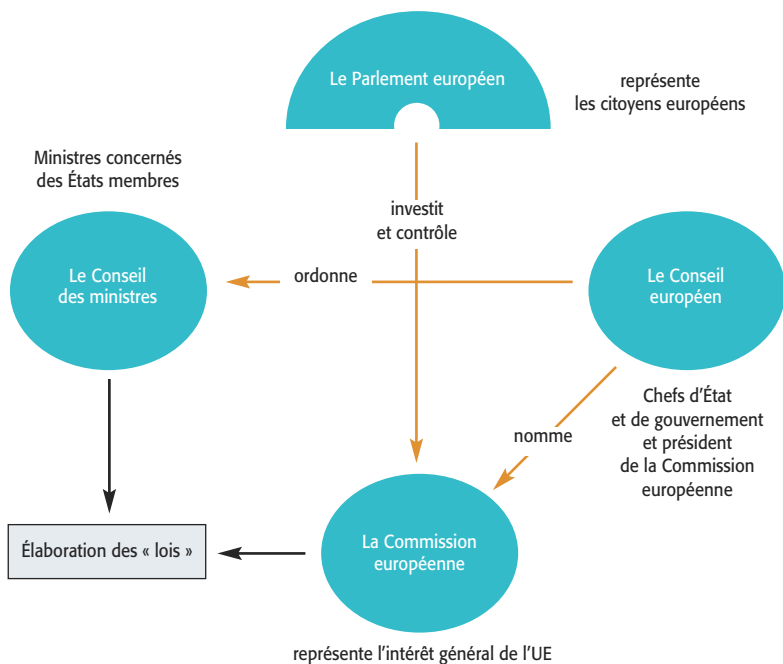 Le Parlement européen
représente
les citoyens européens
Ministres concernés
des États membres
investit
et contrôle
Le Conseil
des ministres
ordonne
Le Conseil
européen
Chefs d'État
et de gouvernement
et président
de la Commission
européenne
nomme
Élaboration des « lois »
La Commission
européenne
représente l'intérêt général de l'UE